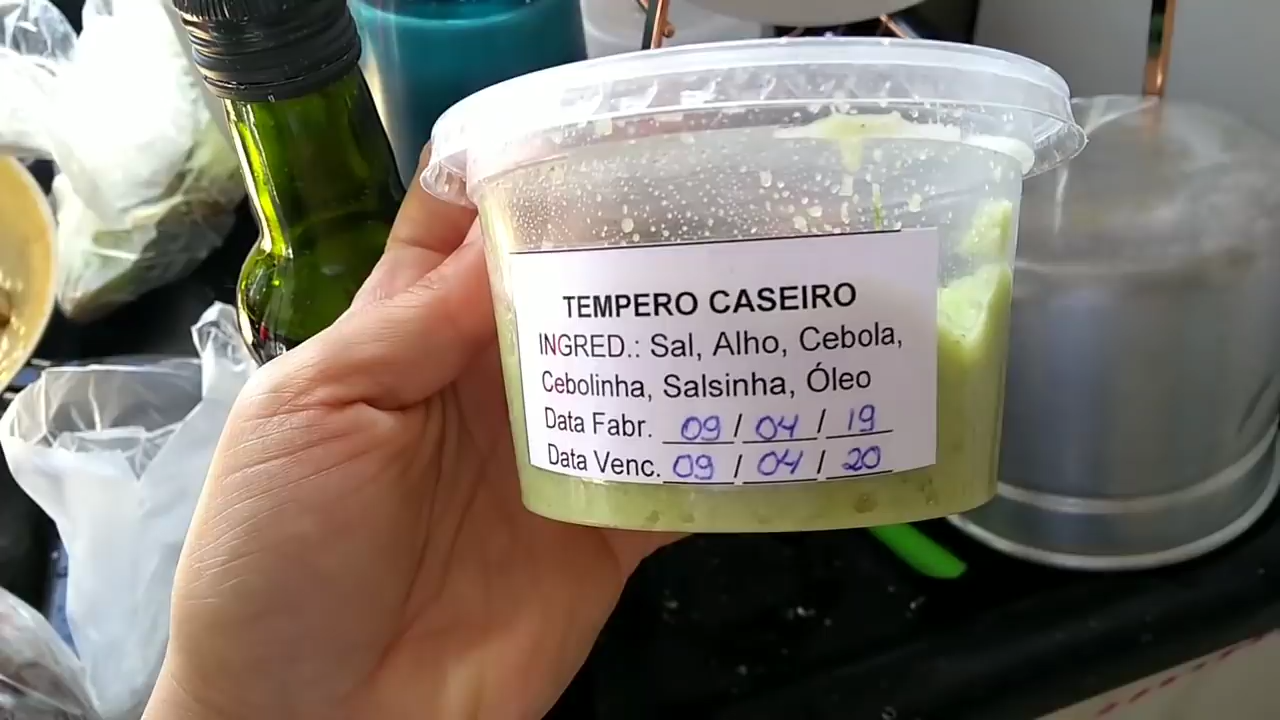 TEMPERO CASEIRO
INGRED.: Sal, Alho, Cebola,
Cebolinha, Salsinha, Óleo
Data Fabr. 09 / 04 / 19
Data Venc. 09 / 04 / 20